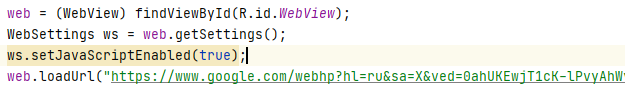 web = (WebView) findViewById(R.id.WebView);
WebSettings ws = web.getSettings();
ws.setJavaScriptEnabled(true);
web.loadUrl("https://www.google.com/webhp?hl=ru&sa=X&ved=0ahUKEwjT1cK-lPvyAhW